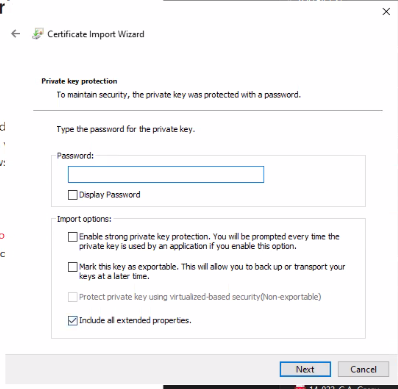 Certificate Import Wizard
Private key protection
To maintain security, the private key was protected with a password.
Type the password for the private key.
Password:
Display Password
Import options:
Enable strong private key protection. You will be prompted every time the
private key is used by an application if you enable this option.
Mark this key as exportable. This will allow you to back up or transport your
keys at a later time.
Protect private key using virtualized-based security(Non-exportable)
Include all extended properties.
Next
Cancel